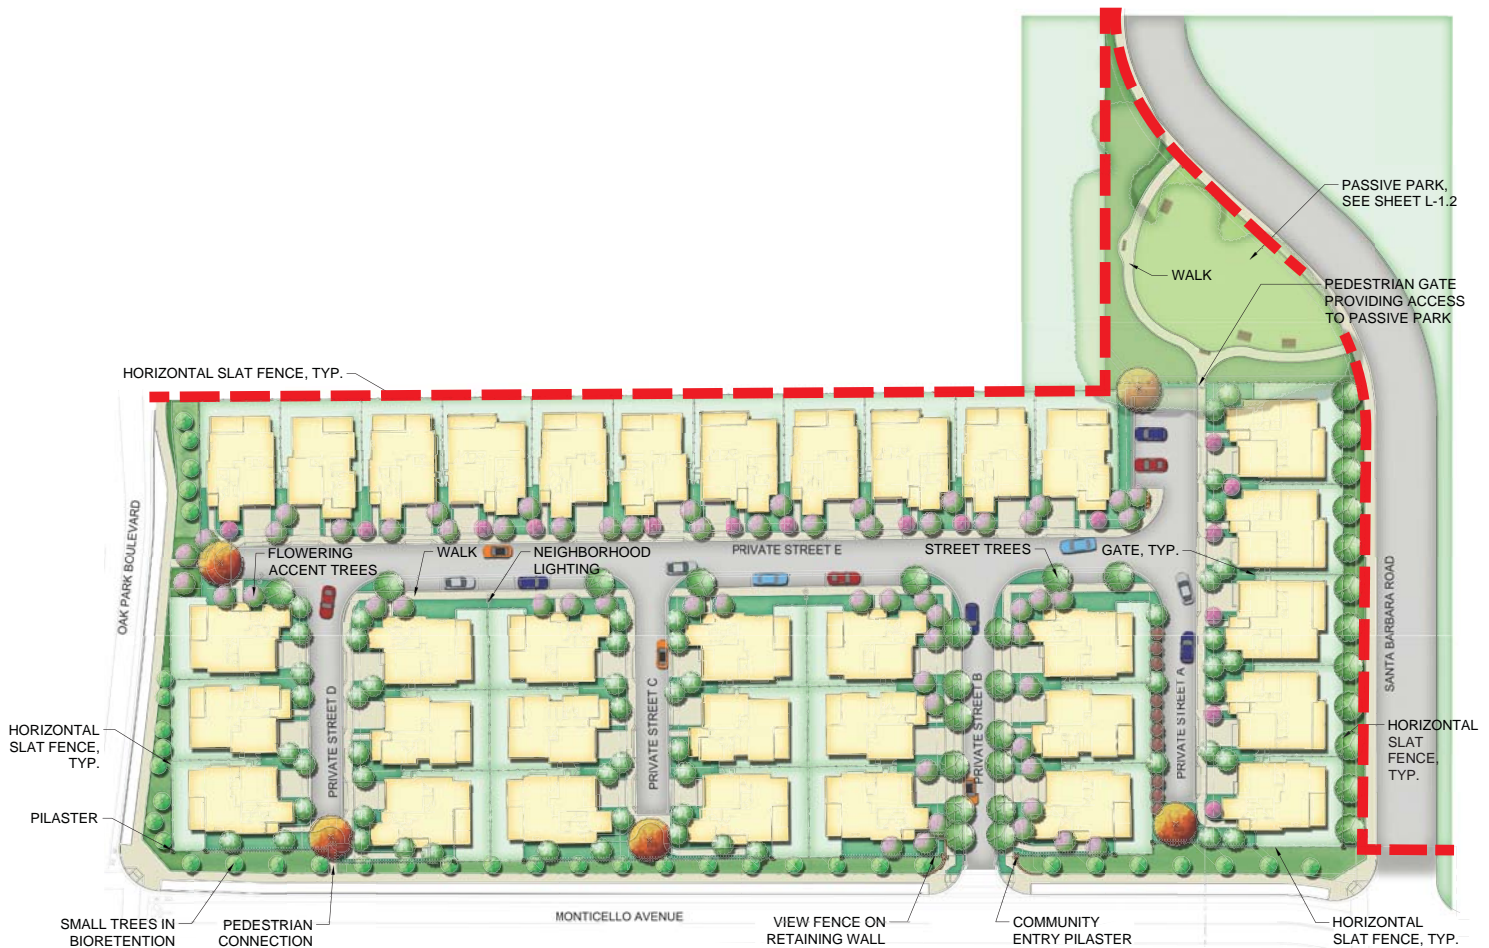 PASSIVE PARK,
SEE SHEET L-1.2
WALK
PEDESTRIAN GATE
PROVIDING ACCESS
TO PASSIVE PARK
HORIZONTAL SLAT FENCE, TYP.
OAK PARK BOULEVARD
FLOWERING
ACCENT TREES
WALK
NEIGHBORHOOD
LIGHTING
PRIVATE STREET E
STREET TREES
GATE, TYP.
SANTA BARBARA ROAD
PRIVATE STREET D
PRIVATE STREET C
PRIVATE STREET B
PRIVATE STREET A
HORIZONTAL
SLAT FENCE,
TYP.
HORIZONTAL
SLAT
FENCE,
TYP.
PILASTER
SMALL TREES IN
BIORETENTION
PEDESTRIAN
CONNECTION
MONTICELLO AVENUE
VIEW FENCE ON
RETAINING WALL
COMMUNITY
ENTRY PILASTER
HORIZONTAL
SLAT FENCE, TYP.